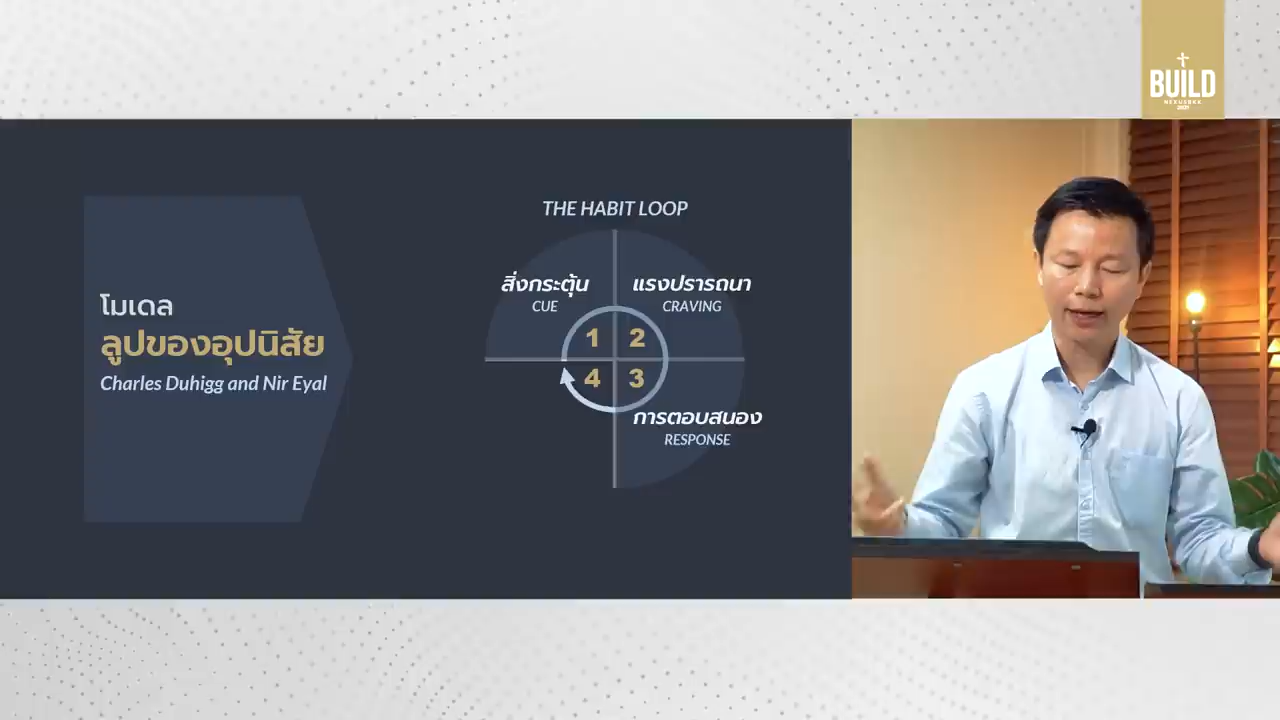 BUILD
NEXUSBKK
2021
THE HABIT LOOP
สิ่งกระตุ้น
CUE
แรงปรารถนา
CRAVING
โมเดล
ลูปของอุปนิสัย
Charles Duhigg and Nir Eyal
1
2
4
3
การตอบสนอง
RESPONSE